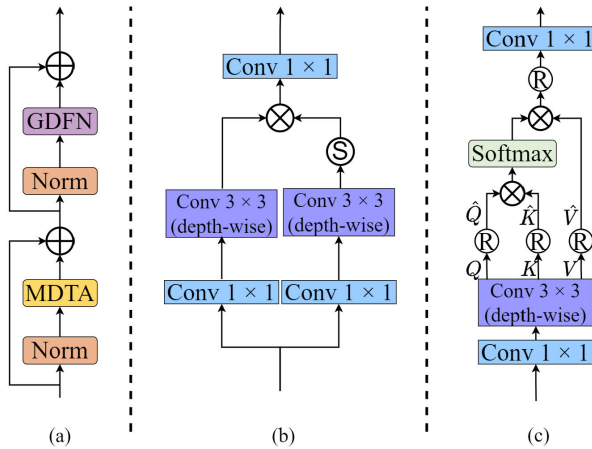 GDFN
Norm
MDTA
Norm
(a)
Conv 1 × 1
S
Conv 3 × 3
(depth-wise)
Conv 3 × 3
(depth-wise)
Conv 1 × 1
Conv 1 × 1
(b)
Conv 1 × 1
R
Softmax
Q̂
K̂
V̂
R
R
R
Q
K
V
Conv 3 × 3
(depth-wise)
Conv 1 × 1
(c)